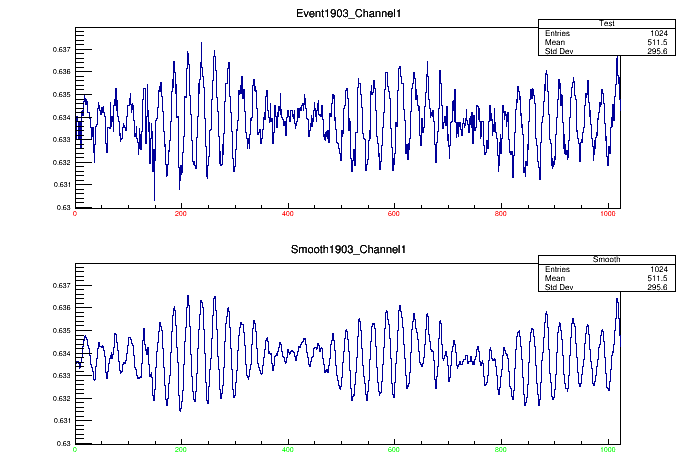 Event1903_Channel1
Test
Entries 1024
Mean 511.5
Std Dev 295.6
0.637
0.636
0.635
0.634
0.633
0.632
0.631
0.63
0 200 400 600 800 1000
Smooth1903_Channel1
Smooth
Entries 1024
Mean 511.5
Std Dev 295.6
0.637
0.636
0.635
0.634
0.633
0.632
0.631
0.63
0 200 400 600 800 1000